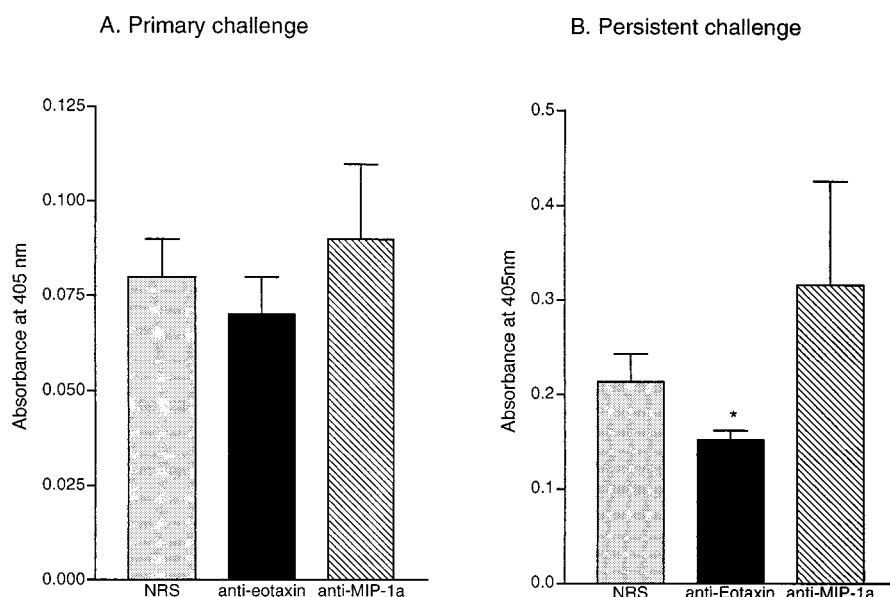 A. Primary challenge
Absorbance at 405 nm
0.125
0.100
0.075
0.050
0.025
0.000
NRS anti-eotaxin anti-MIP-1a
B. Persistent challenge
Absorbance at 405nm
0.5
0.4
0.3
0.2
0.1
0.0
*
NRS anti-Eotaxin anti-MIP-1a